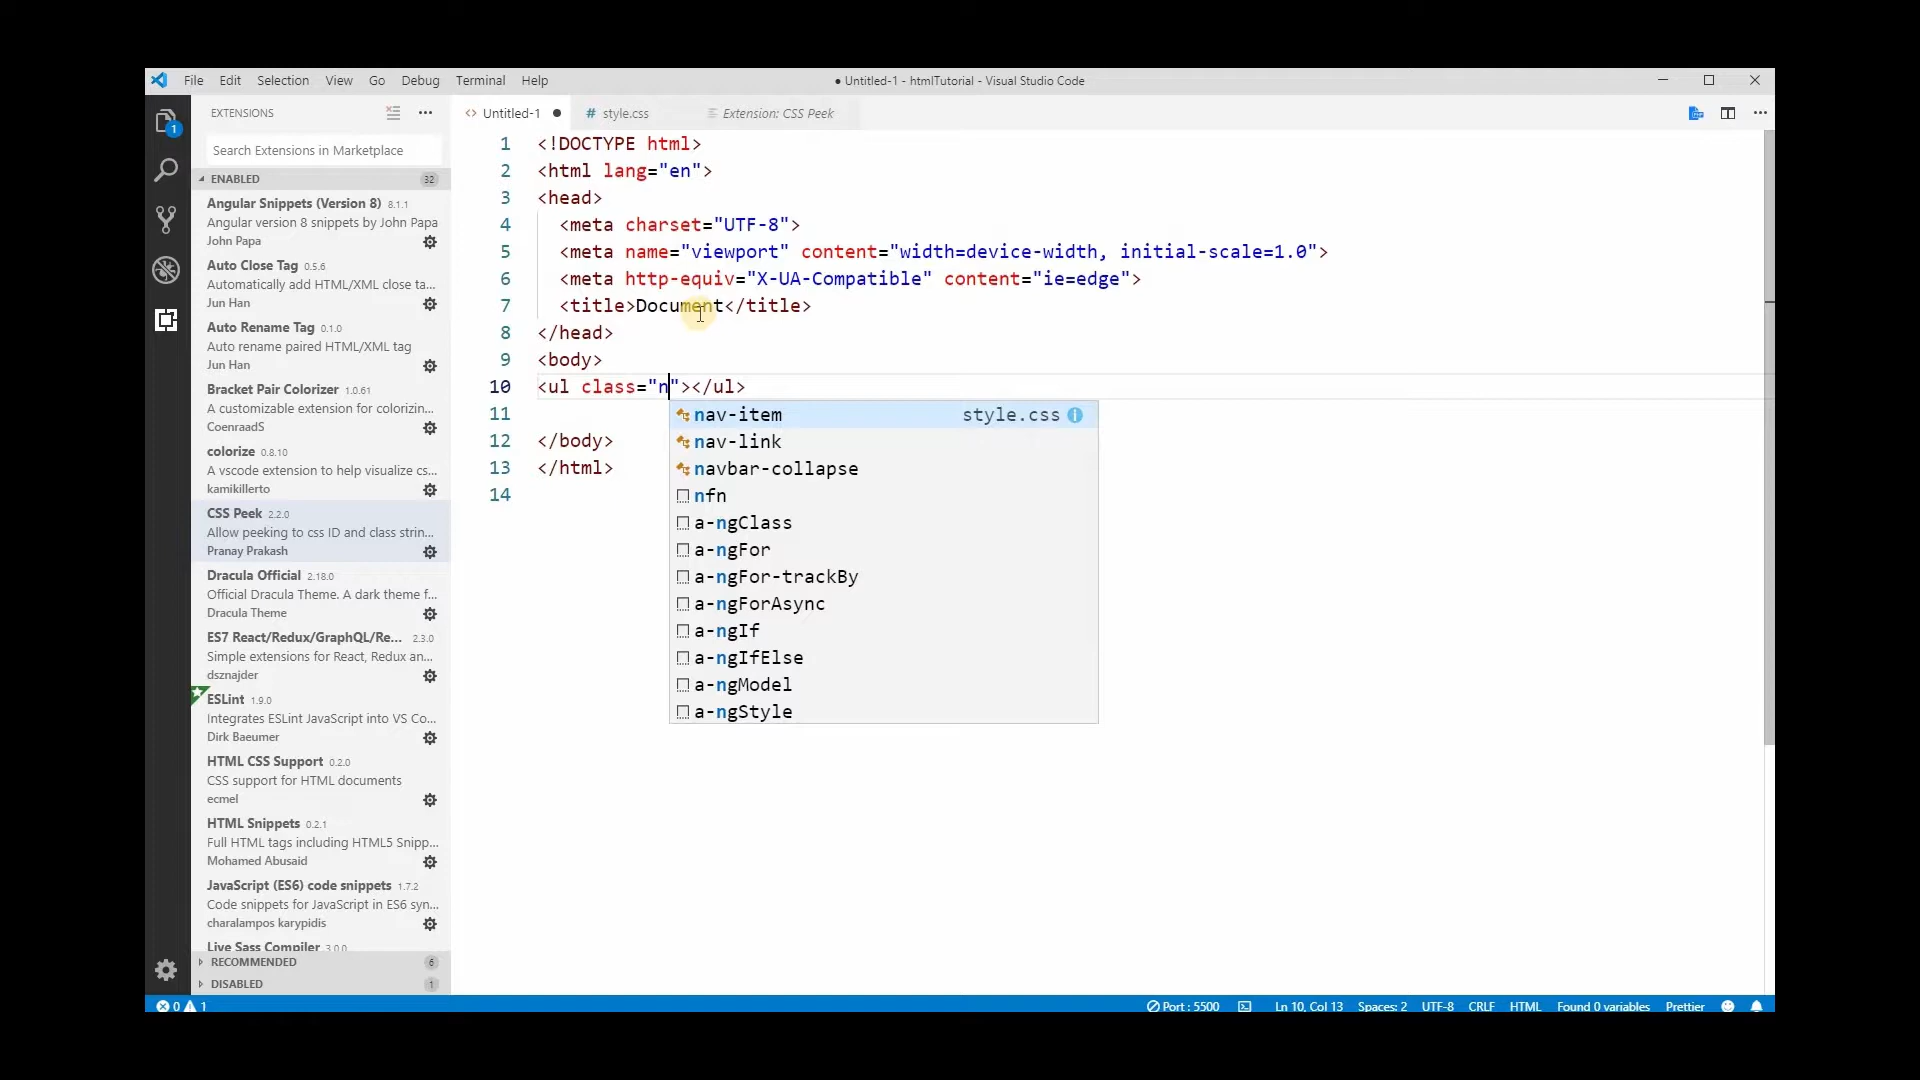 File Edit Selection View Go Debug Terminal Help
● Untitled-1 - htmlTutorial - Visual Studio Code
EXTENSIONS
Search Extensions in Marketplace
ENABLED 32
Angular Snippets (Version 8) 8.1.1
Angular version 8 snippets by John Papa
John Papa
Auto Close Tag 0.5.6
Automatically add HTML/XML close ta...
Jun Han
Auto Rename Tag 0.1.0
Auto rename paired HTML/XML tag
Jun Han
Bracket Pair Colorizer 1.0.61
A customizable extension for colorizin...
CoenraadS
colorize 0.8.10
A vscode extension to help visualize cs...
kamikillerto
CSS Peek 2.2.0
Allow peeking to css ID and class strin...
Pranay Prakash
Dracula Official 2.18.0
Official Dracula Theme. A dark theme f...
Dracula Theme
ES7 React/Redux/GraphQL/Re... 2.3.0
Simple extensions for React, Redux an...
dsznajder
ESLint 1.9.0
Integrates ESLint JavaScript into VS Co...
Dirk Baeumer
HTML CSS Support 0.2.0
CSS support for HTML documents
ecmel
HTML Snippets 0.2.1
Full HTML tags including HTML5 Snipp...
Mohamed Abusaid
JavaScript (ES6) code snippets 1.7.2
Code snippets for JavaScript in ES6 syn...
charalampos karypidis
Live Sass Compiler 3.0.0
RECOMMENDED 6
DISABLED 1
1
<> Untitled-1 ● # style.css Extension: CSS Peek
1 <!DOCTYPE html>
2 <html lang="en">
3 <head>
4 <meta charset="UTF-8">
5 <meta name="viewport" content="width=device-width, initial-scale=1.0">
6 <meta http-equiv="X-UA-Compatible" content="ie=edge">
7 <title>Document</title>
8 </head>
9 <body>
10 <ul class="n"></ul>
11
12 </body>
13 </html>
14
nav-item style.css
nav-link
navbar-collapse
nfn
a-ngClass
a-ngFor
a-ngFor-trackBy
a-ngForAsync
a-ngIf
a-ngIfElse
a-ngModel
a-ngStyle
0 1 Port : 5500 Ln 10, Col 13 Spaces: 2 UTF-8 CRLF HTML Found 0 variables Prettier